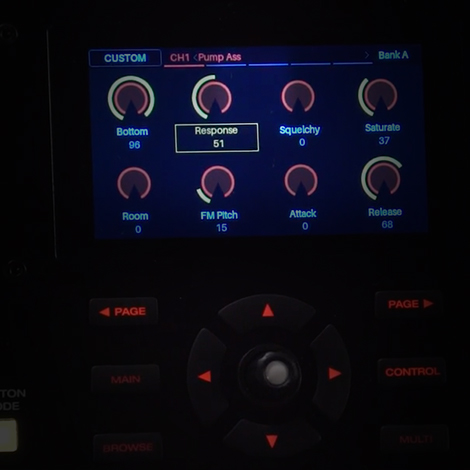 CUSTOM CH1 Pump Ass Bank A
Bottom Response Squelchy Saturate
96 51 0 37
Room FM Pitch Attack Release
0 15 0 68
PAGE PAGE
MAIN CONTROL
BROWSE MULTI